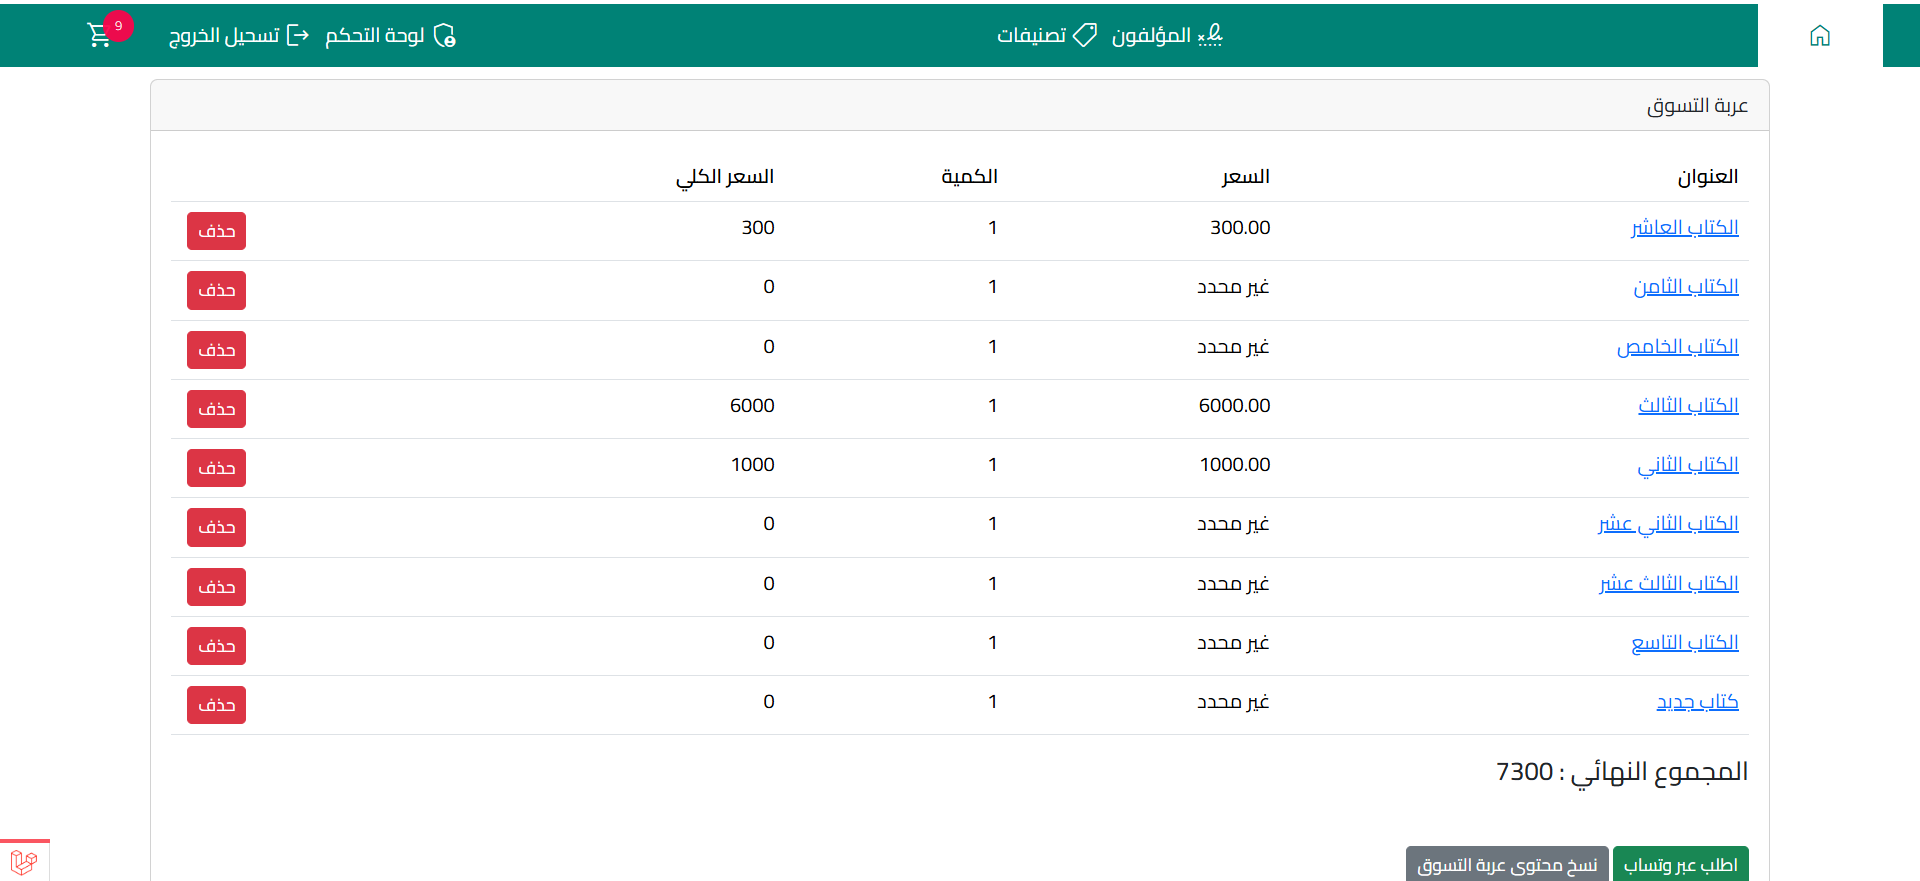 المؤلفون تصنيفات لوحة التحكم تسحيل الخروج 9
عربة التسوق
العنوان السعر الكمية السعر الكلي
الكتاب العاشر 300.00 1 300 حذف
الكتاب الثامن غير محدد 1 0 حذف
الكتاب الخامص غير محدد 1 0 حذف
الكتاب الثالث 6000.00 1 6000 حذف
الكتاب الثاني 1000.00 1 1000 حذف
الكتاب الثاني عشر غير محدد 1 0 حذف
الكتاب الثالث عشر غير محدد 1 0 حذف
الكتاب التاسع غير محدد 1 0 حذف
كتاب جديد غير محدد 1 0 حذف
المجموع النهائي : 7300
اطلب عبر وتساب نسخ محتوى عربة التسوق